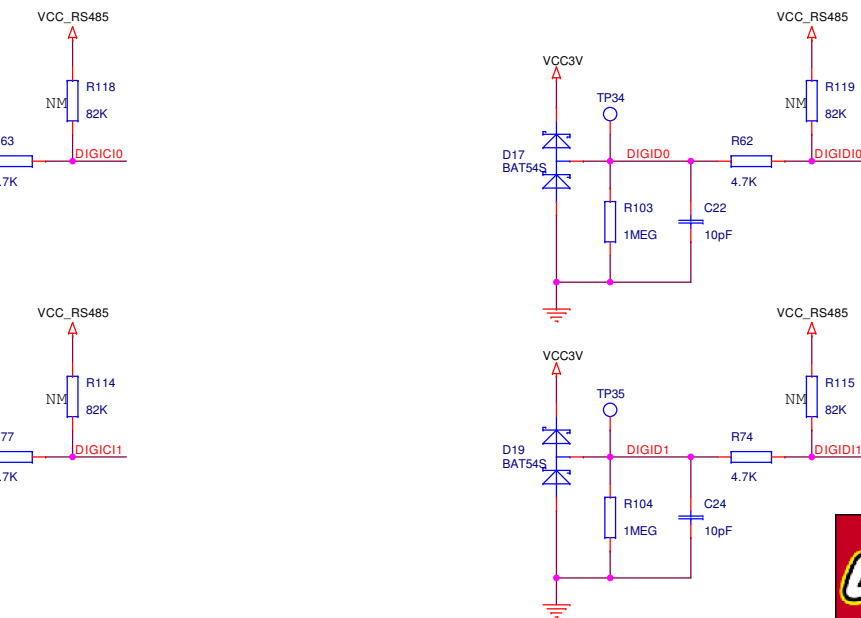 VCC_RS485
R118
NM
82K
63
DIGICI0
.7K
VCC_RS485
VCC3V
TP34
R119
NM
82K
D17
BAT54S
DIGID0
R62
DIGIDI0
4.7K
R103
C22
1MEG
10pF
VCC_RS485
R114
NM
82K
77
DIGICI1
.7K
VCC_RS485
VCC3V
TP35
R115
NM
82K
D19
BAT54S
DIGID1
R74
DIGIDI1
4.7K
R104
C24
1MEG
10pF